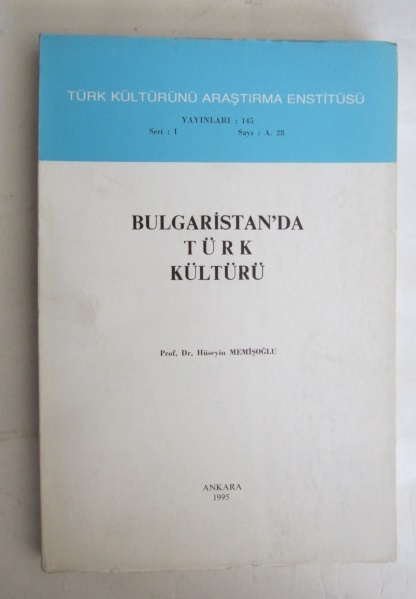 TÜRK KÜLTÜRÜNÜ ARAŞTIRMA ENSTİTÜSÜ
YAYINLARI : 145
Seri : I Sayı : A. 28
BULGARİSTAN'DA
TÜRK
KÜLTÜRÜ
Prof. Dr. Hüseyin MEMİŞOĞLU
ANKARA
1995